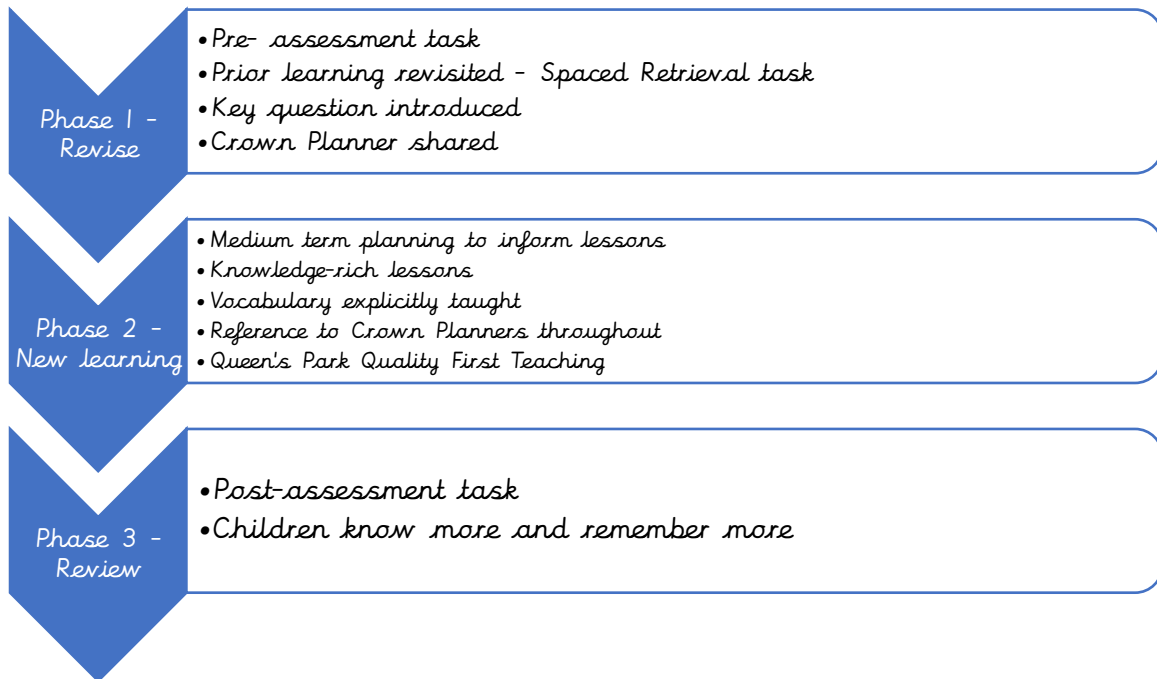 Phase 1 -
Revise
•Pre- assessment task
•Prior learning revisited - Spaced Retrieval task
•Key question introduced
•Crown Planner shared
Phase 2 -
New learning
•Medium term planning to inform lessons
•Knowledge-rich lessons
•Vocabulary explicitly taught
•Reference to Crown Planners throughout
•Queen's Park Quality First Teaching
Phase 3 -
Review
•Post-assessment task
•Children know more and remember more